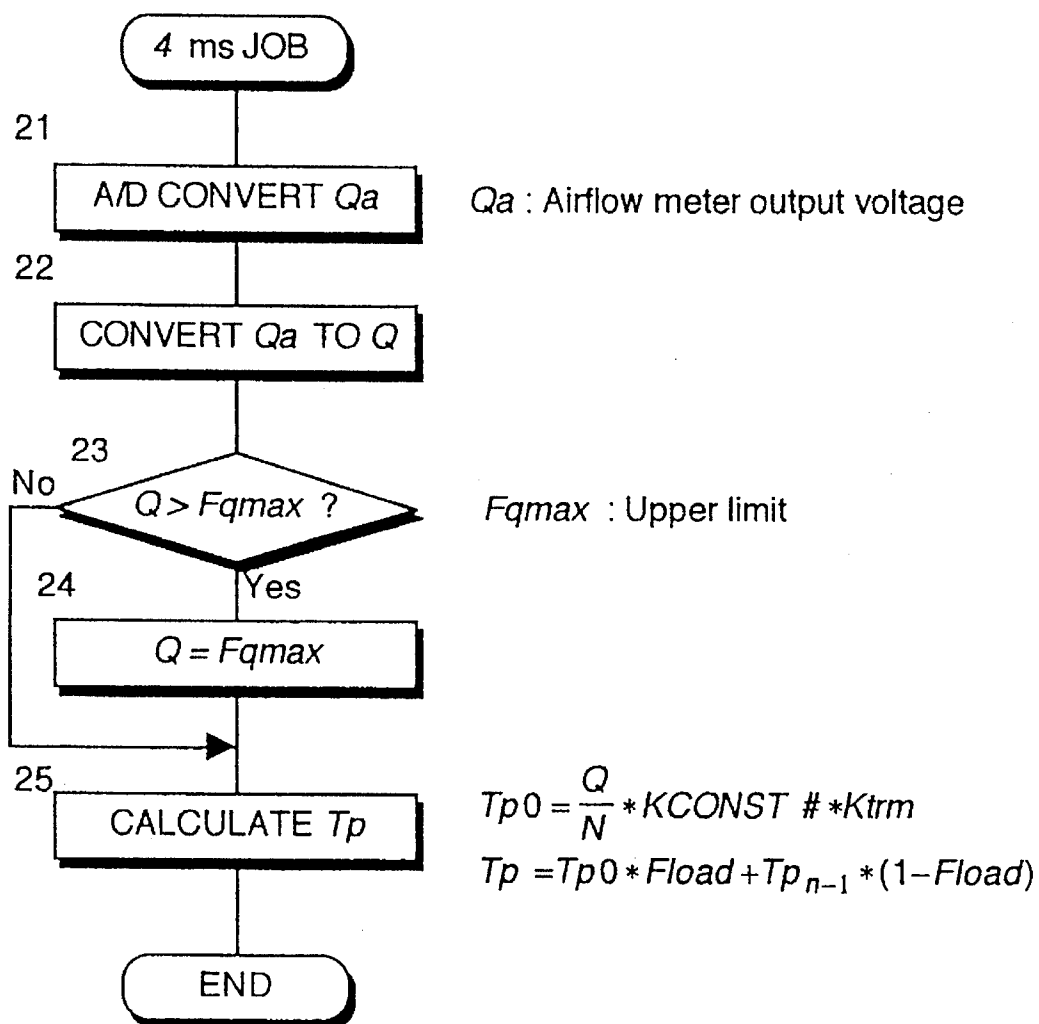 4 ms JOB
21
A/D CONVERT Qa
Qa : Airflow meter output voltage
22
CONVERT Qa TO Q
23
No
Q > Fqmax ?
Fqmax : Upper limit
24
Yes
Q = Fqmax
25
CALCULATE Tp
Tp0 = Q/N * KCONST # * Ktrm
Tp = Tp0 * Fload + Tpn-1 * (1-Fload)
END